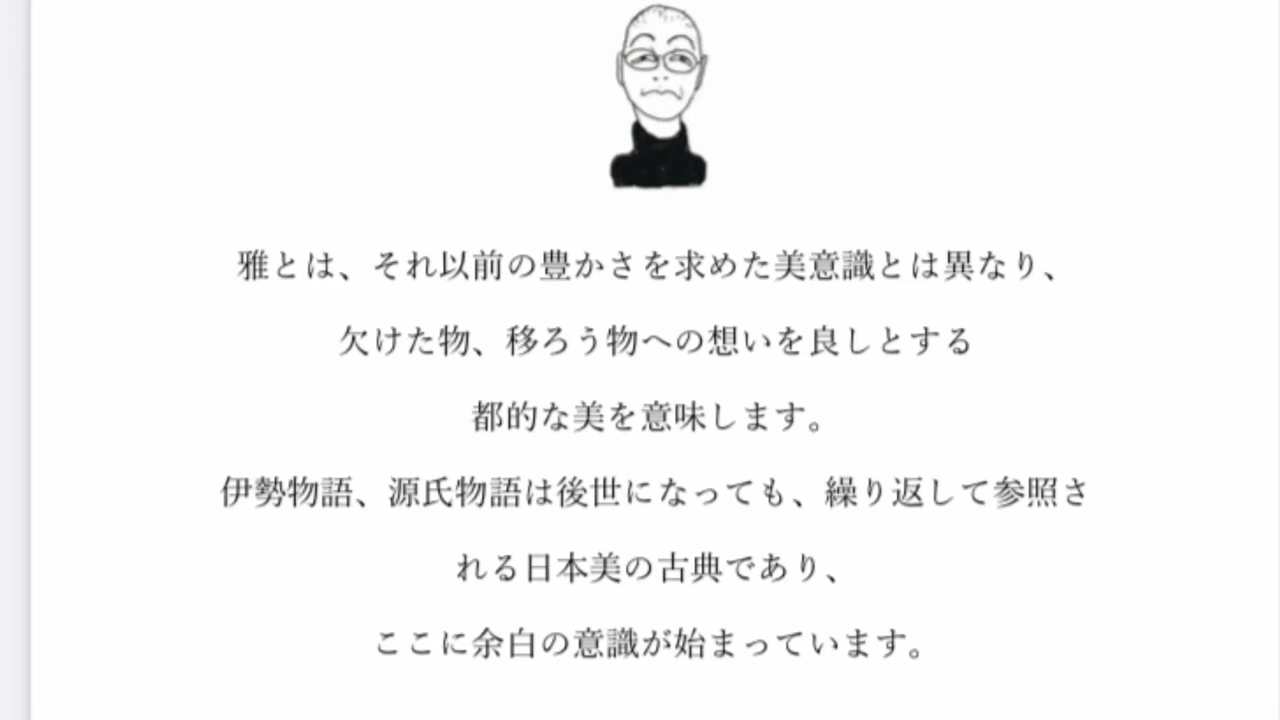 雅とは、それ以前の豊かさを求めた美意識とは異なり、
欠けた物、移ろう物への想いを良しとする
都的な美を意味します。
伊勢物語、源氏物語は後世になっても、繰り返して参照さ
れる日本美の古典であり、
ここに余白の意識が始まっています。